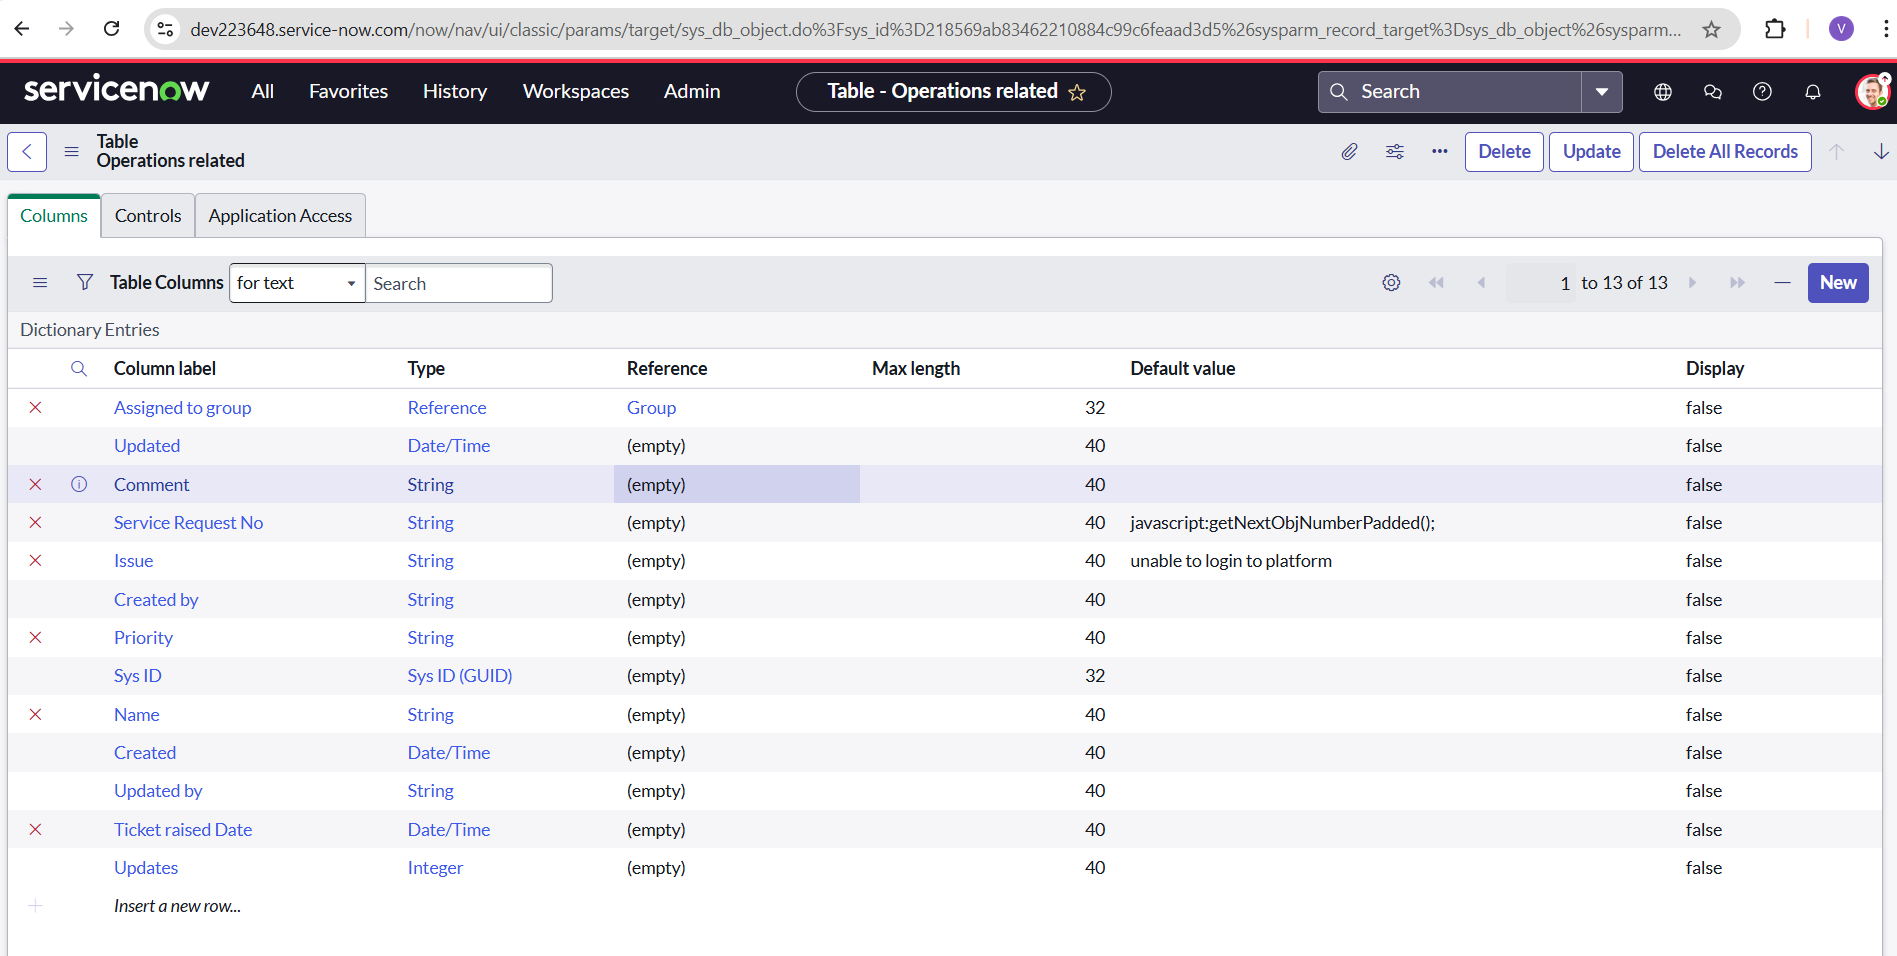 dev223648.service-now.com/now/nav/ui/classic/params/target/sys_db_object.do%3Fsys_id%3D218569ab83462210884c99c6feaad3d5%26sysparm_record_target%3Dsys_db_object%26sysparm...
V
servicenow All Favorites History Workspaces Admin Table - Operations related Search
Table
Operations related
Delete Update Delete All Records
Columns Controls Application Access
Table Columns for text Search 1 to 13 of 13 New
Dictionary Entries
Column label Type Reference Max length Default value Display
Assigned to group Reference Group 32 false
Updated Date/Time (empty) 40 false
Comment String (empty) 40 false
Service Request No String (empty) 40 javascript:getNextObjNumberPadded(); false
Issue String (empty) 40 unable to login to platform false
Created by String (empty) 40 false
Priority String (empty) 40 false
Sys ID Sys ID (GUID) (empty) 32 false
Name String (empty) 40 false
Created Date/Time (empty) 40 false
Updated by String (empty) 40 false
Ticket raised Date Date/Time (empty) 40 false
Updates Integer (empty) 40 false
Insert a new row...